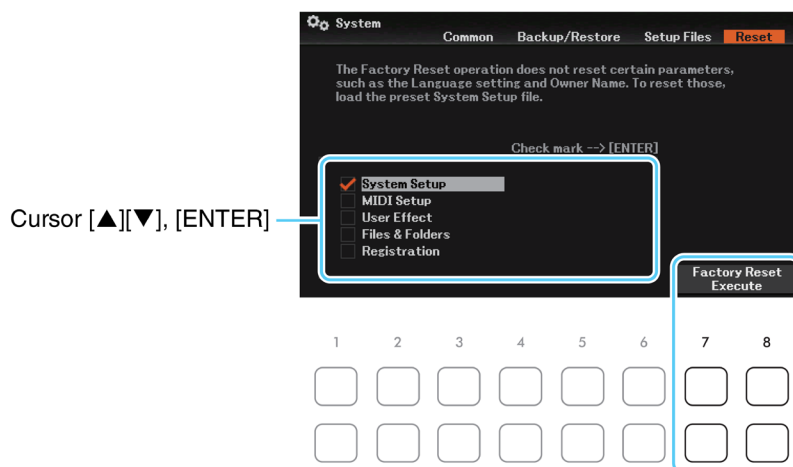 System
Common Backup/Restore Setup Files Reset
The Factory Reset operation does not reset certain parameters,
such as the Language setting and Owner Name. To reset those,
load the preset System Setup file.
Check mark --> [ENTER]
System Setup
MIDI Setup
User Effect
Files & Folders
Registration
Cursor [▲][▼], [ENTER]
Factory Reset
Execute
1 2 3 4 5 6 7 8